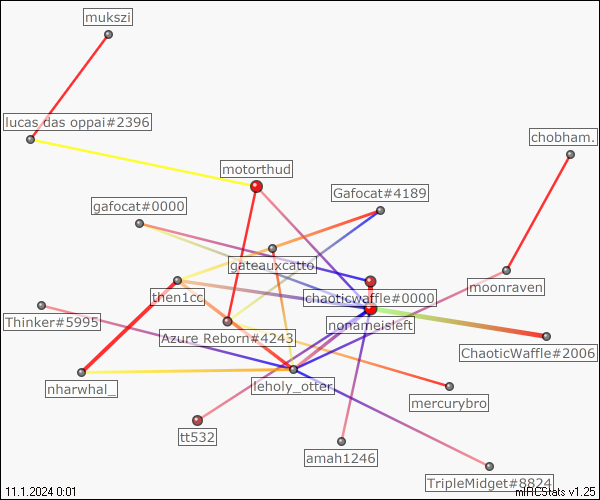 mukszi
lucas das oppai#2396
chobham.
motorthud
Gafocat#4189
gafocat#0000
gateauxcatto
moonraven
then1cc
chaoticwaffle#0000
Thinker#5995
Azure Reborn#4243
nonameisleft
ChaoticWaffle#2006
nharwhal_
leholy_otter
mercurybro
tt532
amah1246
TripleMidget#8824
11.1.2024 0:01
mIRCStats v1.25